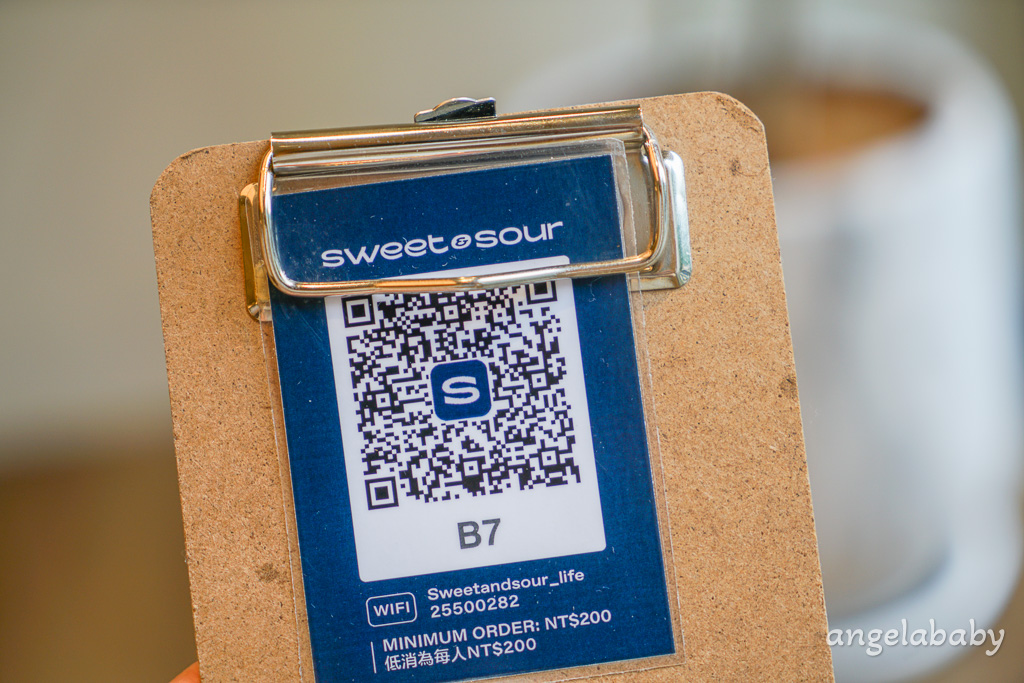 sweet&sour
S
B7
WIFI
Sweetandsour_life
25500282
MINIMUM ORDER: NT$200
低消為每人NT$200
angelababy